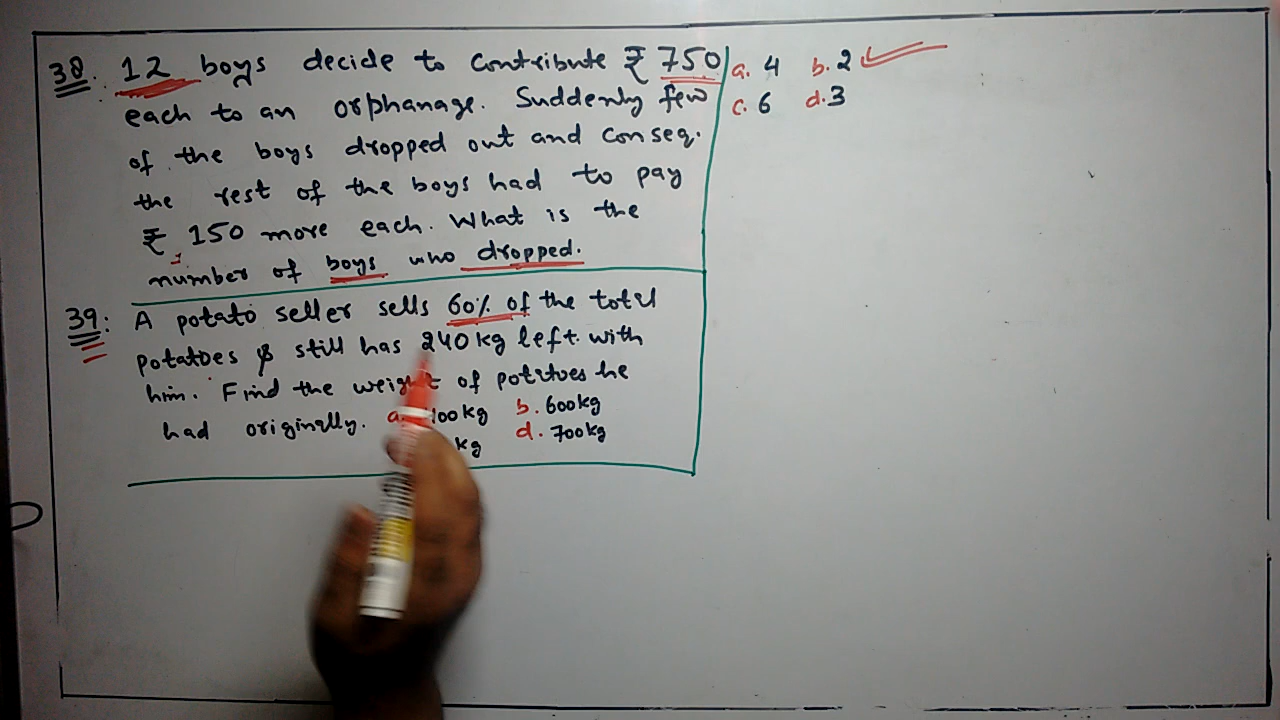 38. 12 boys decide to contribute ₹ 750
each to an orphanage. Suddenly few
of the boys dropped out and conseq.
the rest of the boys had to pay
₹ 150 more each. What is the
number of boys who dropped.
a. 4 b. 2
c. 6 d. 3
39: A potato seller sells 60% of the total
potatoes & still has 240 kg left with
him. Find the weight of potatoes he
had originally. a. 100kg b. 600kg
kg d. 700kg